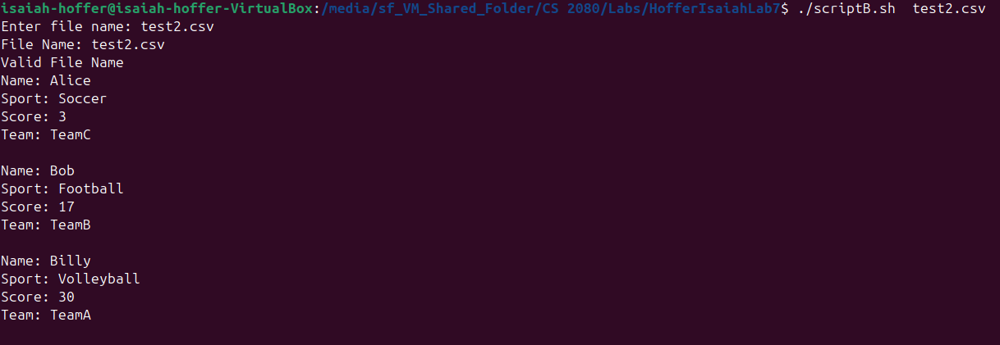 isaiah-hoffer@isaiah-hoffer-VirtualBox:/media/sf_VM_Shared_Folder/CS 2080/Labs/HofferIsaiahLab7$ ./scriptB.sh  test2.csv
Enter file name: test2.csv
File Name: test2.csv
Valid File Name
Name: Alice
Sport: Soccer
Score: 3
Team: TeamC

Name: Bob
Sport: Football
Score: 17
Team: TeamB

Name: Billy
Sport: Volleyball
Score: 30
Team: TeamA